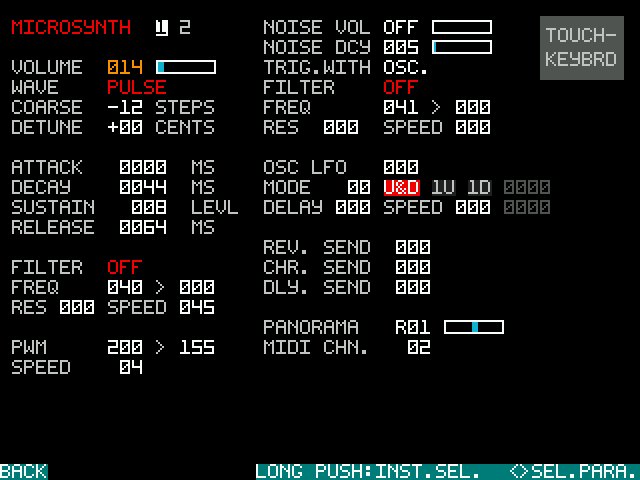 MICROSYNTH 1 2
VOLUME 014
WAVE PULSE
COARSE -12 STEPS
DETUNE +00 CENTS
ATTACK 0000 MS
DECAY 0044 MS
SUSTAIN 008 LEVL
RELEASE 0064 MS
FILTER OFF
FREQ 040 > 000
RES 000 SPEED 045
PWM 200 > 155
SPEED 04
NOISE VOL OFF
NOISE DCY 005
TRIG.WITH OSC.
FILTER OFF
FREQ 041 > 000
RES 000 SPEED 00
OSC LFO 000
MODE 00 U&D 1U 1D 0000
DELAY 000 SPEED 000 0000
REV. SEND 000
CHR. SEND 000
DLY. SEND 000
PANORAMA R01
MIDI CHN. 02
TOUCH-
KEYBRD
BACK
LONG PUSH:INST.SEL. <>SEL.PARA.